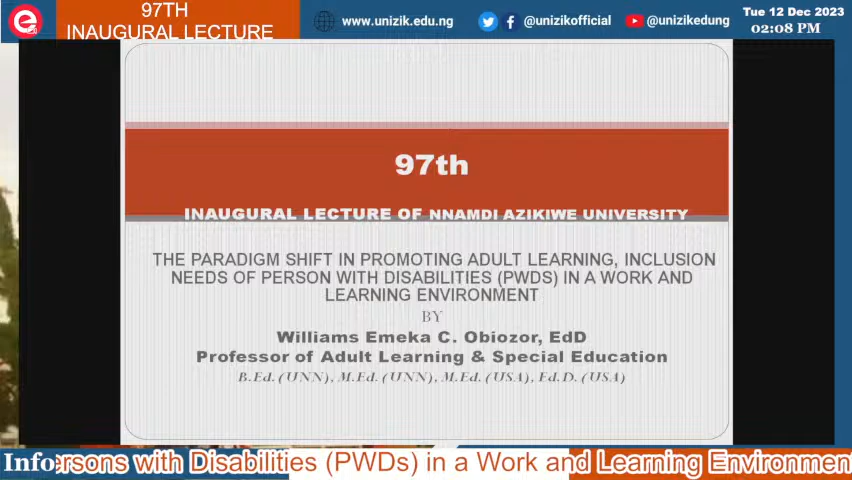 97TH
INAUGURAL LECTURE
www.unizik.edu.ng
@unizikofficial
@unizikedung
Tue 12 Dec 2023
02:08 PM
97th
INAUGURAL LECTURE OF NNAMDI AZIKIWE UNIVERSITY
THE PARADIGM SHIFT IN PROMOTING ADULT LEARNING, INCLUSION
NEEDS OF PERSON WITH DISABILITIES (PWDS) IN A WORK AND
LEARNING ENVIRONMENT
BY
Williams Emeka C. Obiozor, EdD
Professor of Adult Learning & Special Education
B.Ed. (UNN), M.Ed. (UNN), M.Ed. (USA), Ed.D. (USA)
Info
ersons with Disabilities (PWDs) in a Work and Learning Environment